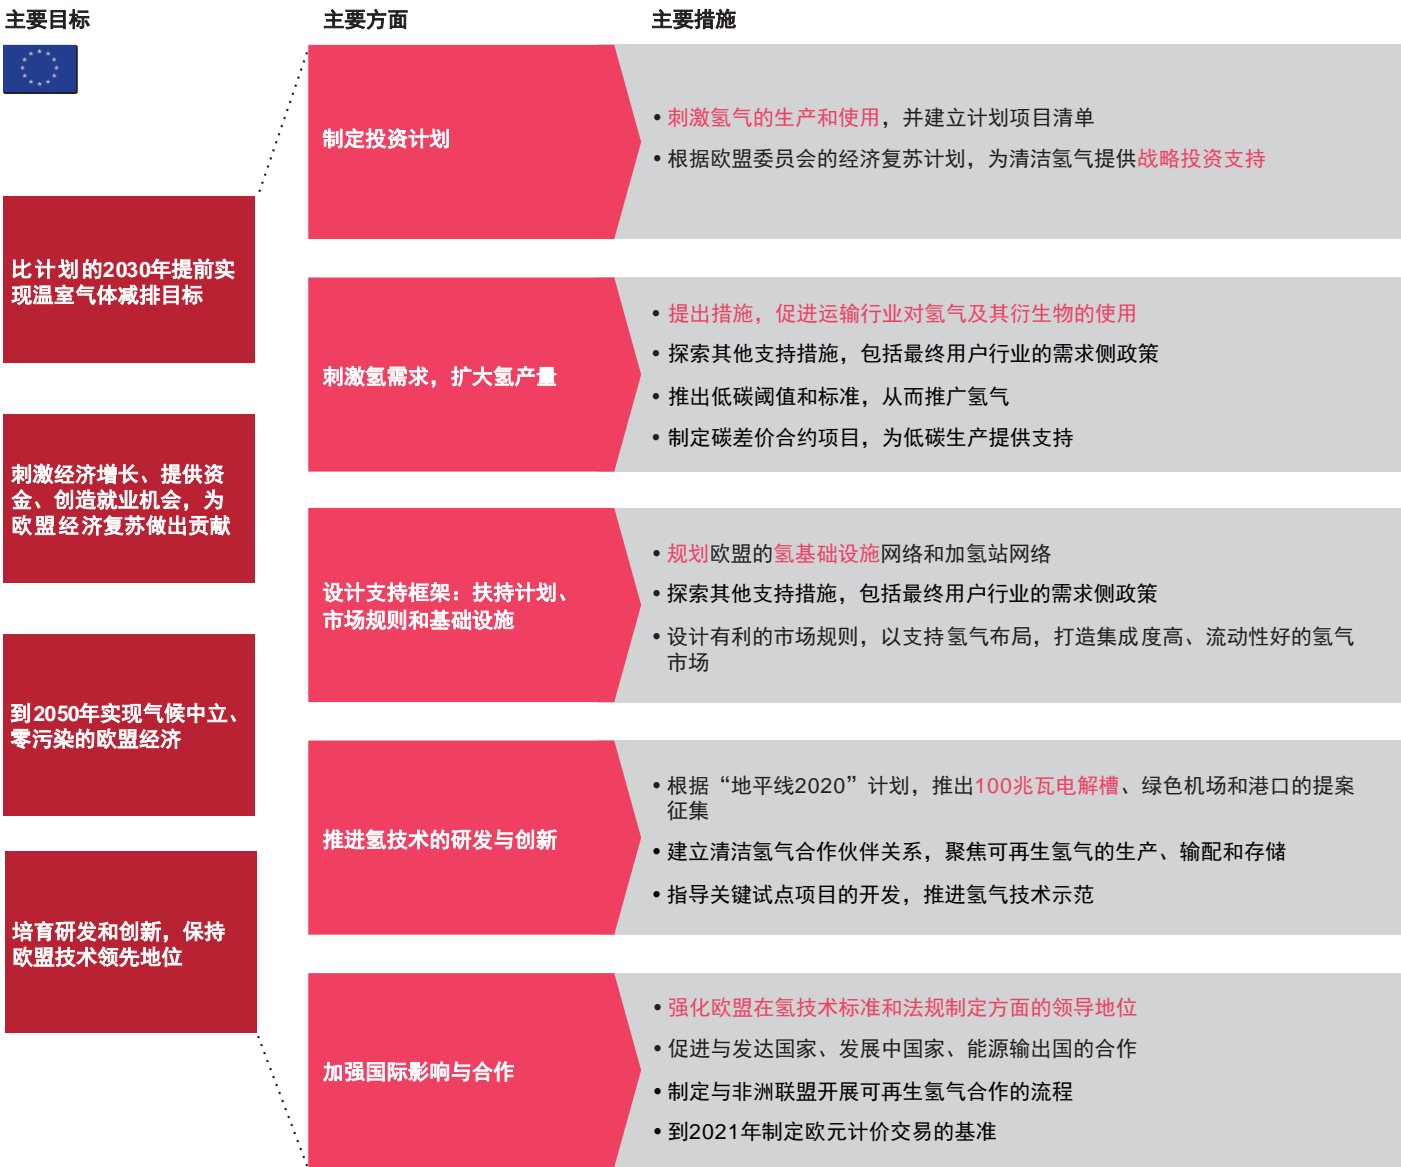 主要目标
主要方面
主要措施
比计划的2030年提前实
现温室气体减排目标
刺激经济增长、提供资
金、创造就业机会，为
欧盟经济复苏做出贡献
到2050年实现气候中立、
零污染的欧盟经济
培育研发和创新，保持
欧盟技术领先地位
制定投资计划
• 刺激氢气的生产和使用，并建立计划项目清单
• 根据欧盟委员会的经济复苏计划，为清洁氢气提供战略投资支持
刺激氢需求，扩大氢产量
• 提出措施，促进运输行业对氢气及其衍生物的使用
• 探索其他支持措施，包括最终用户行业的需求侧政策
• 推出低碳阈值和标准，从而推广氢气
• 制定碳差价合约项目，为低碳生产提供支持
设计支持框架：扶持计划、
市场规则和基础设施
• 规划欧盟的氢基础设施网络和加氢站网络
• 探索其他支持措施，包括最终用户行业的需求侧政策
• 设计有利的市场规则，以支持氢气布局，打造集成度高、流动性好的氢气
市场
推进氢技术的研发与创新
• 根据“地平线2020”计划，推出100兆瓦电解槽、绿色机场和港口的提案
征集
• 建立清洁氢气合作伙伴关系，聚焦可再生氢气的生产、输配和存储
• 指导关键试点项目的开发，推进氢气技术示范
加强国际影响与合作
• 强化欧盟在氢技术标准和法规制定方面的领导地位
• 促进与发达国家、发展中国家、能源输出国的合作
• 制定与非洲联盟开展可再生氢气合作的流程
• 到2021年制定欧元计价交易的基准